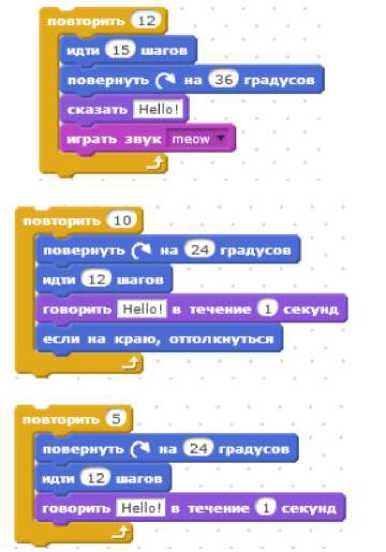 повторить 12
идти 15 шагов
повернуть на 36 градусов
сказать Hello!
играть звук meow
повторить 10
повернуть на 24 градусов
идти 12 шагов
говорить Hello! в течение 1 секунд
если на краю, оттолкнуться
повторить 5
повернуть на 24 градусов
идти 12 шагов
говорить Hello! в течение 1 секунд